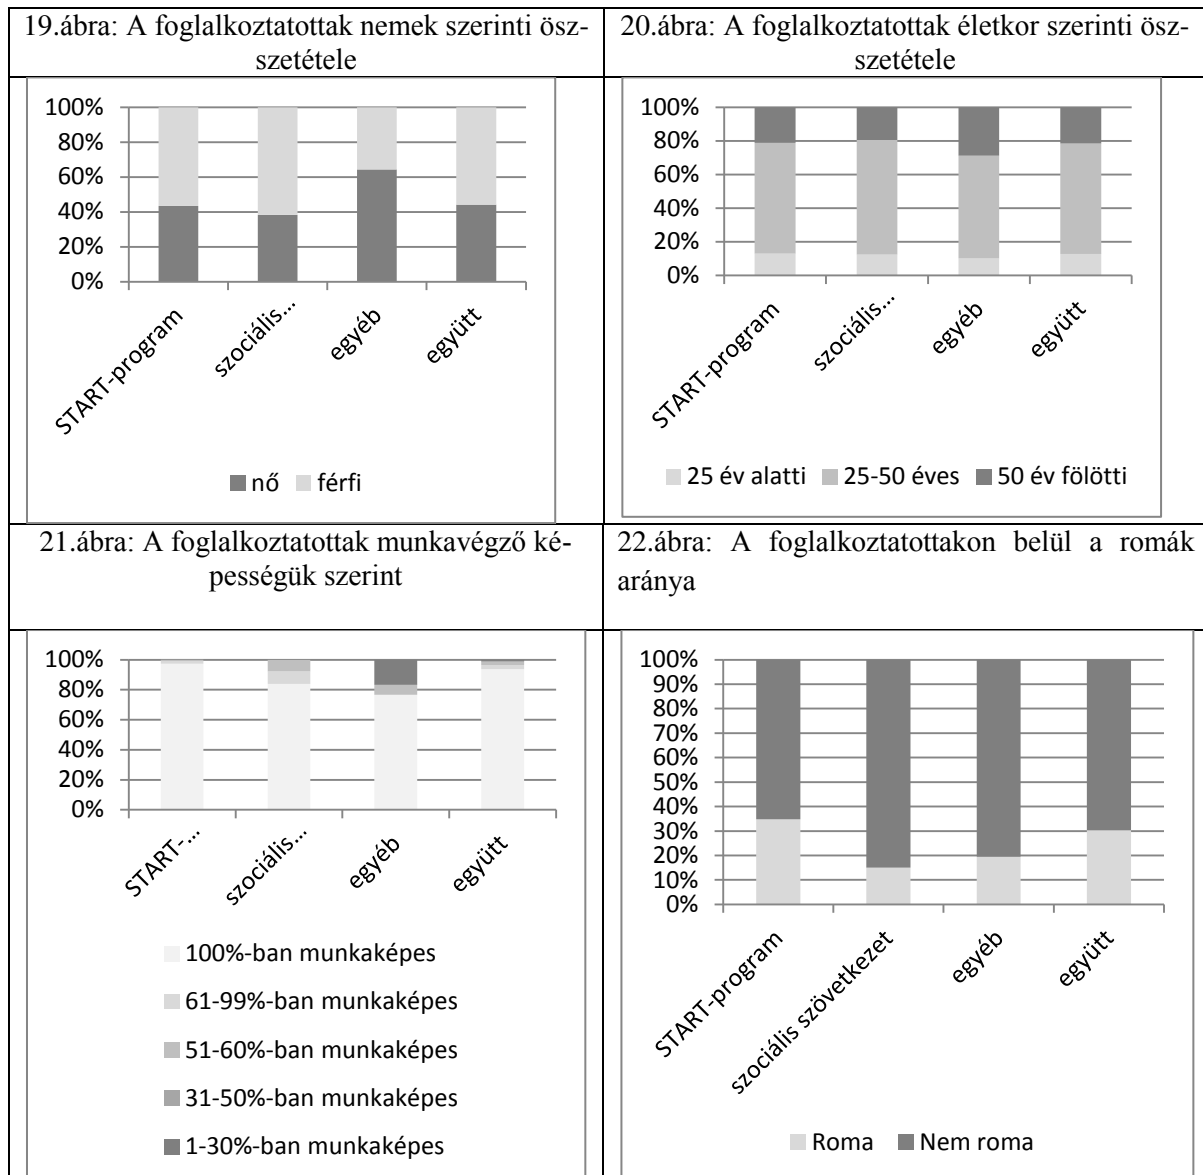 19.ábra: A foglalkoztatottak nemek szerinti ösz-
szetétele
100%
80%
60%
40%
20%
0%
START-program
szociális...
egyéb
együtt
nő férfi
20.ábra: A foglalkoztatottak életkor szerinti ösz-
szetétele
100%
80%
60%
40%
20%
0%
START-program
szociális...
egyéb
együtt
25 év alatti 25-50 éves 50 év fölötti
21.ábra: A foglalkoztatottak munkavégző ké-
pességük szerint
100%
80%
60%
40%
20%
0%
START-...
szociális...
egyéb
együtt
100%-ban munkaképes
61-99%-ban munkaképes
51-60%-ban munkaképes
31-50%-ban munkaképes
1-30%-ban munkaképes
22.ábra: A foglalkoztatottakon belül a romák
aránya
100%
90%
80%
70%
60%
50%
40%
30%
20%
10%
0%
START-program
szociális szövetkezet
egyéb
együtt
Roma Nem roma